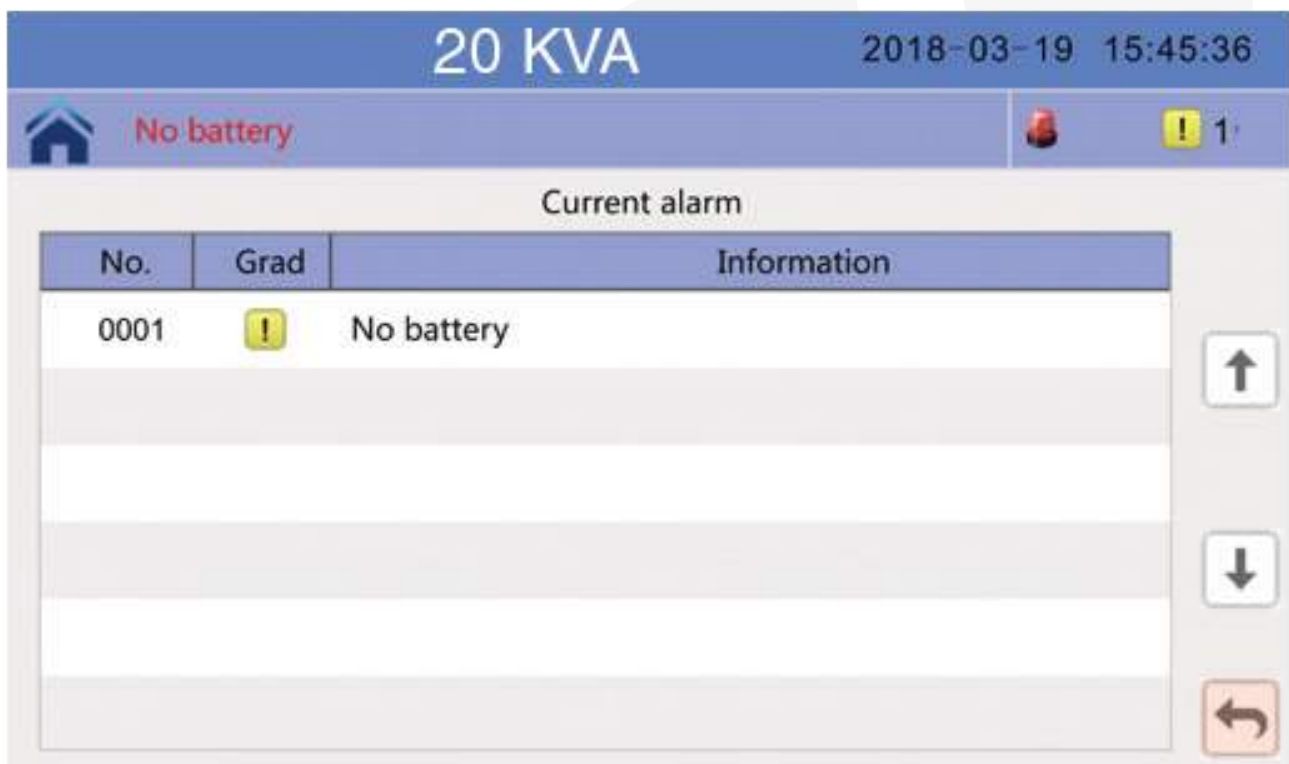 20 KVA 2018-03-19 15:45:36
No battery ! 1
Current alarm
No. Grad Information
0001 ! No battery